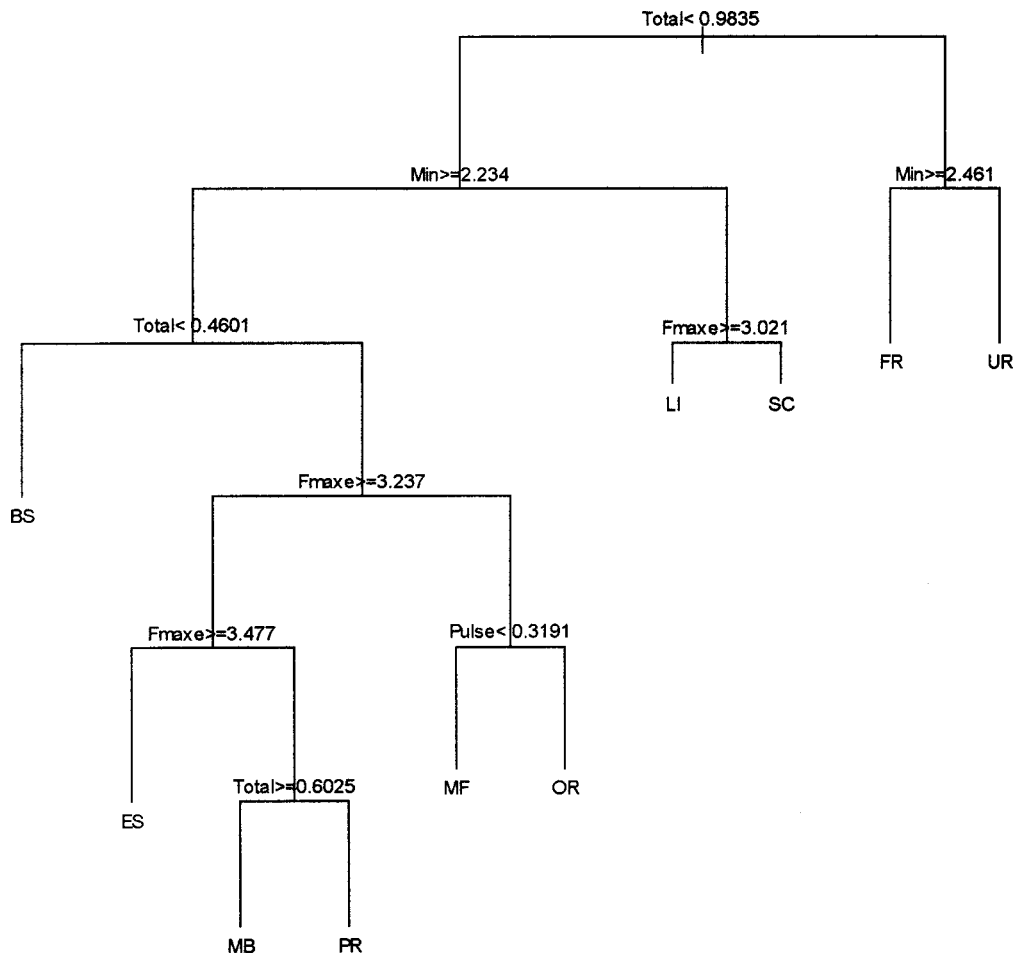 Total< 0.9835
Min>=2.234
Min>=2.461
Total< 0.4601
Fmaxe>=3.021
FR
UR
LI
SC
Fmaxe>=3.237
BS
Fmaxe>=3.477
Pulse< 0.3191
Total>=0.6025
MF
OR
ES
MB
PR